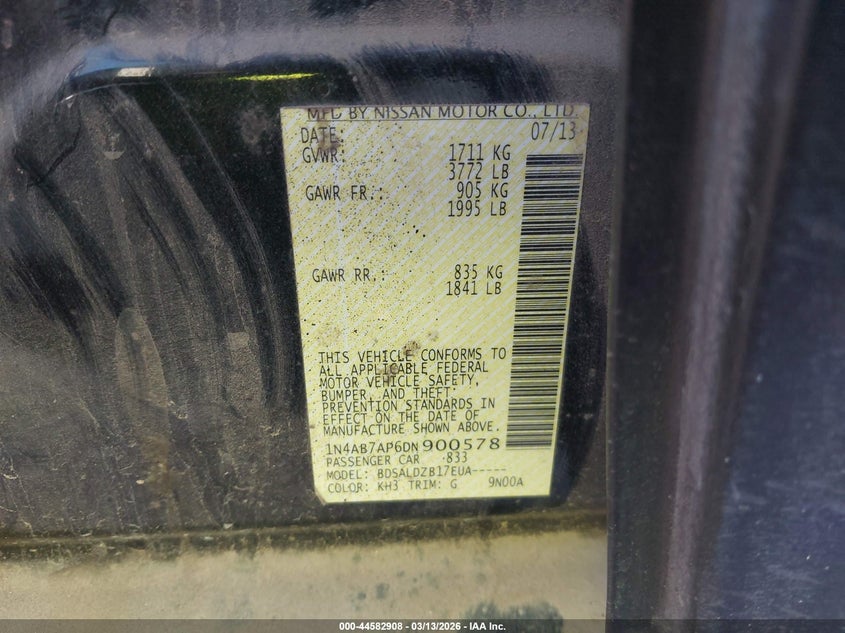 MFD BY NISSAN MOTOR CO., LTD.
DATE: 07/13
GVWR: 1711 KG
3772 LB
GAWR FR.: 905 KG
1995 LB
GAWR RR.: 835 KG
1841 LB
THIS VEHICLE CONFORMS TO
ALL APPLICABLE FEDERAL
MOTOR VEHICLE SAFETY,
BUMPER, AND THEFT
PREVENTION STANDARDS IN
EFFECT ON THE DATE OF
MANUFACTURE SHOWN ABOVE.
1N4AB7AP6DN900578
PASSENGER CAR 833
MODEL: BDSALDZB17EUA-----
COLOR: KH3 TRIM: G 9N00A
000-44582908 - 03/13/2026 - IAA Inc.